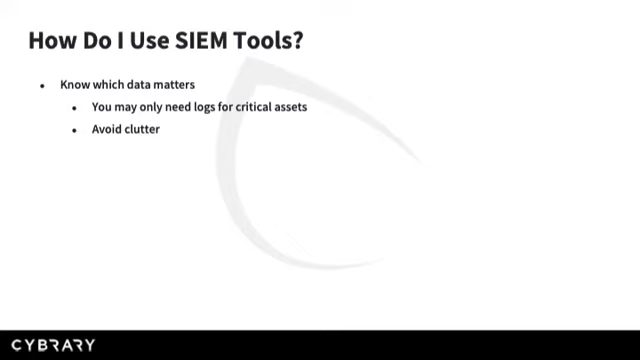 How Do I Use SIEM Tools?
• Know which data matters
• You may only need logs for critical assets
• Avoid clutter
CYBRARY